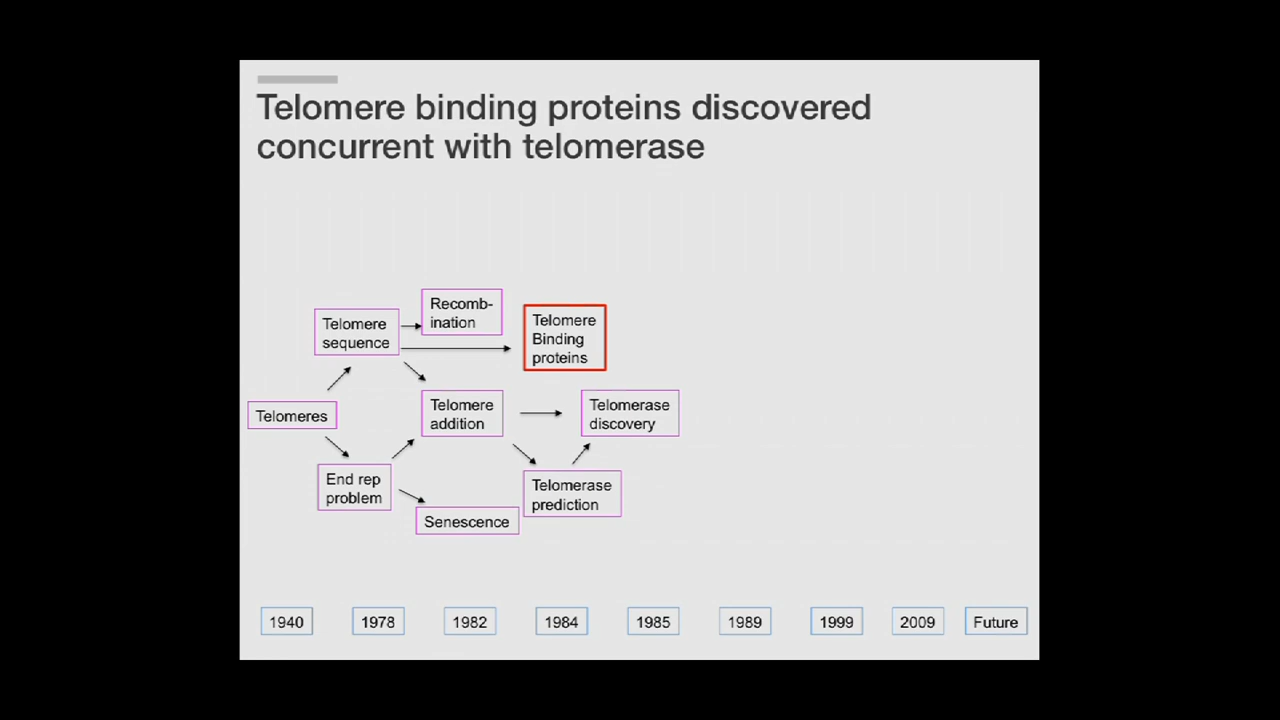 Telomere binding proteins discovered
concurrent with telomerase
Recomb-
ination
Telomere
sequence
Telomere
Binding
proteins
Telomeres
Telomere
addition
Telomerase
discovery
End rep
problem
Telomerase
prediction
Senescence
1940
1978
1982
1984
1985
1989
1999
2009
Future